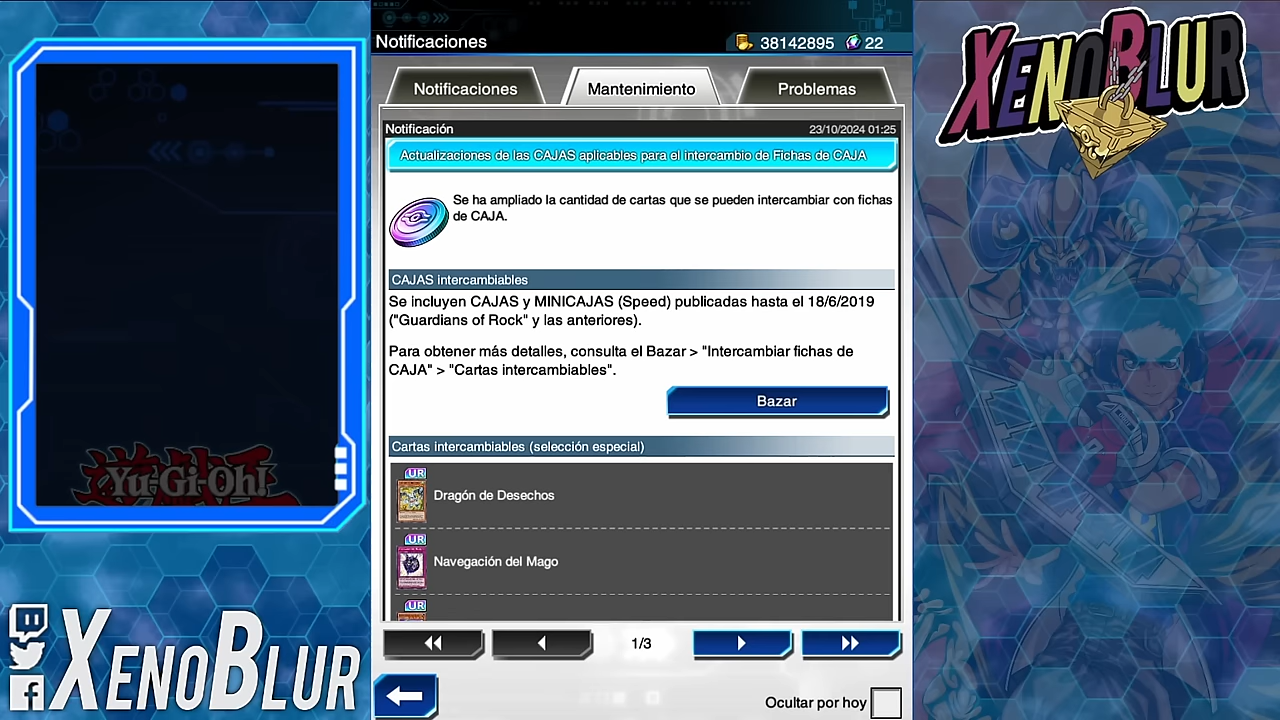 Notificaciones
38142895
22
Notificaciones
Mantenimiento
Problemas
Notificación
23/10/2024 01:25
Actualizaciones de las CAJAS aplicables para el intercambio de Fichas de CAJA
Se ha ampliado la cantidad de cartas que se pueden intercambiar con fichas
de CAJA.
CAJAS intercambiables
Se incluyen CAJAS y MINICAJAS (Speed) publicadas hasta el 18/6/2019
("Guardians of Rock" y las anteriores).
Para obtener más detalles, consulta el Bazar > "Intercambiar fichas de
CAJA" > "Cartas intercambiables".
Bazar
Cartas intercambiables (selección especial)
UR
Dragón de Desechos
UR
Navegación del Mago
UR
1/3
Ocultar por hoy
Yu-Gi-Oh!
XENOBLUR
XENOBLUR